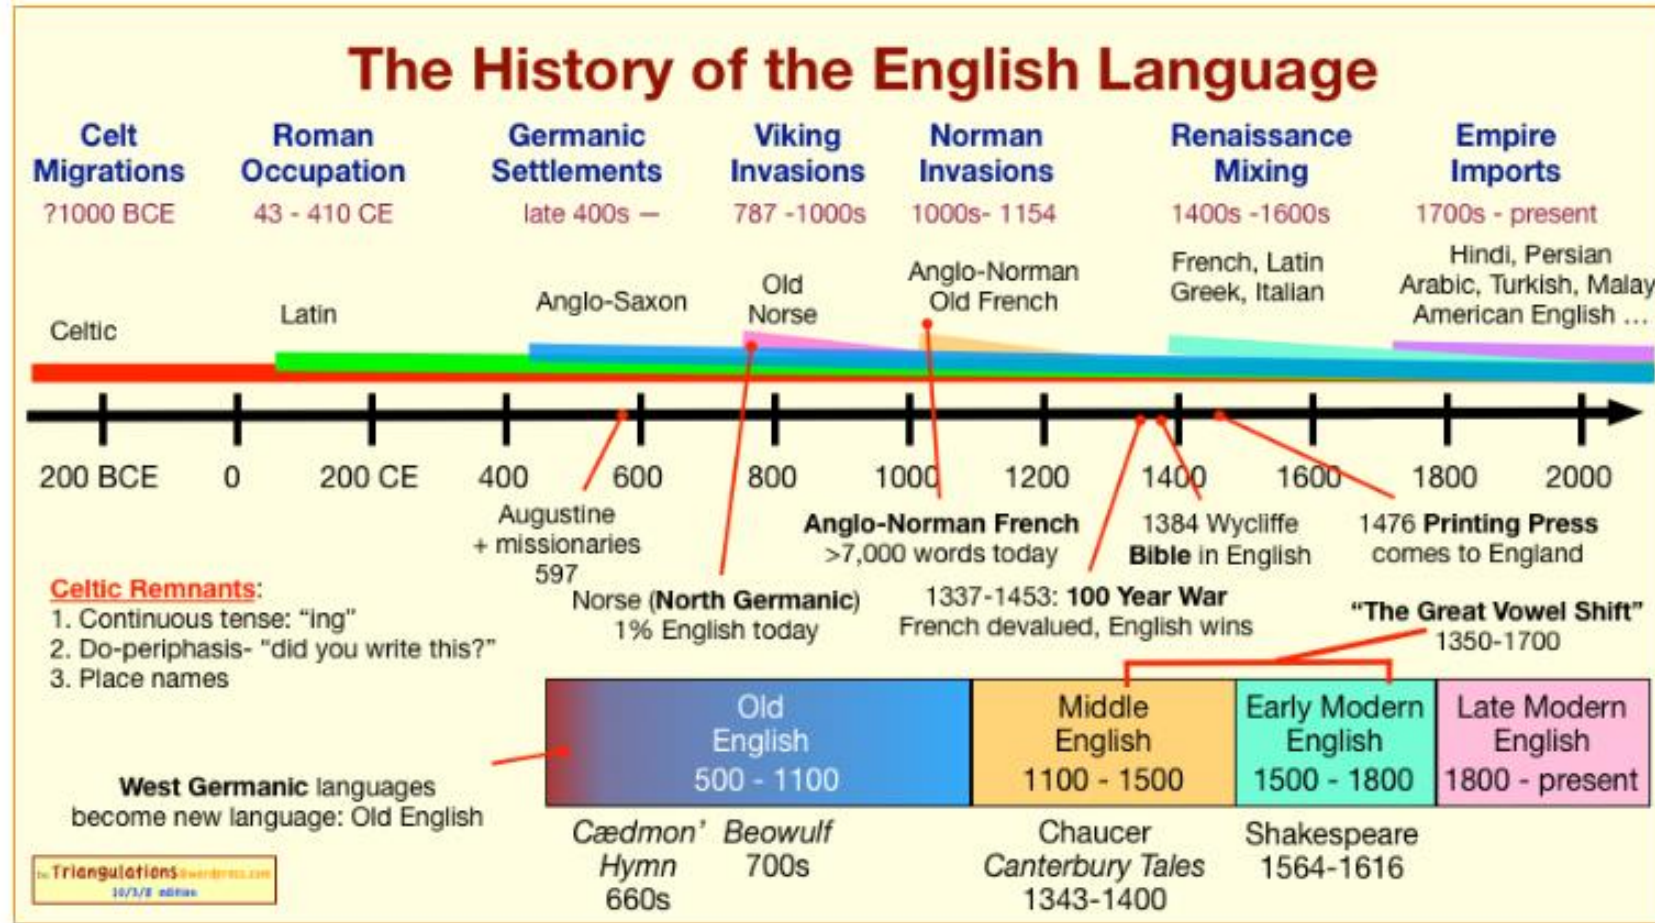 The History of the English Language
Celt
Migrations
?1000 BCE
Roman
Occupation
43 - 410 CE
Germanic
Settlements
late 400s —
Viking
Invasions
787 -1000s
Norman
Invasions
1000s- 1154
Renaissance
Mixing
1400s -1600s
Empire
Imports
1700s - present
Celtic
Latin
Anglo-Saxon
Old
Norse
Anglo-Norman
Old French
French, Latin
Greek, Italian
Hindi, Persian
Arabic, Turkish, Malay
American English ...
200 BCE
0
200 CE
400
600
800
1000
1200
1400
1600
1800
2000
Augustine
+ missionaries
597
Norse (North Germanic)
1% English today
Anglo-Norman French
>7,000 words today
1337-1453: 100 Year War
French devalued, English wins
1384 Wycliffe
Bible in English
1476 Printing Press
comes to England
"The Great Vowel Shift"
1350-1700
Celtic Remnants:
1. Continuous tense: "ing"
2. Do-periphasis- "did you write this?"
3. Place names
West Germanic languages
become new language: Old English
Old
English
500 - 1100
Middle
English
1100 - 1500
Early Modern
English
1500 - 1800
Late Modern
English
1800 - present
Cædmon'
Hymn
660s
Beowulf
700s
Chaucer
Canterbury Tales
1343-1400
Shakespeare
1564-1616
Triangulations
edition